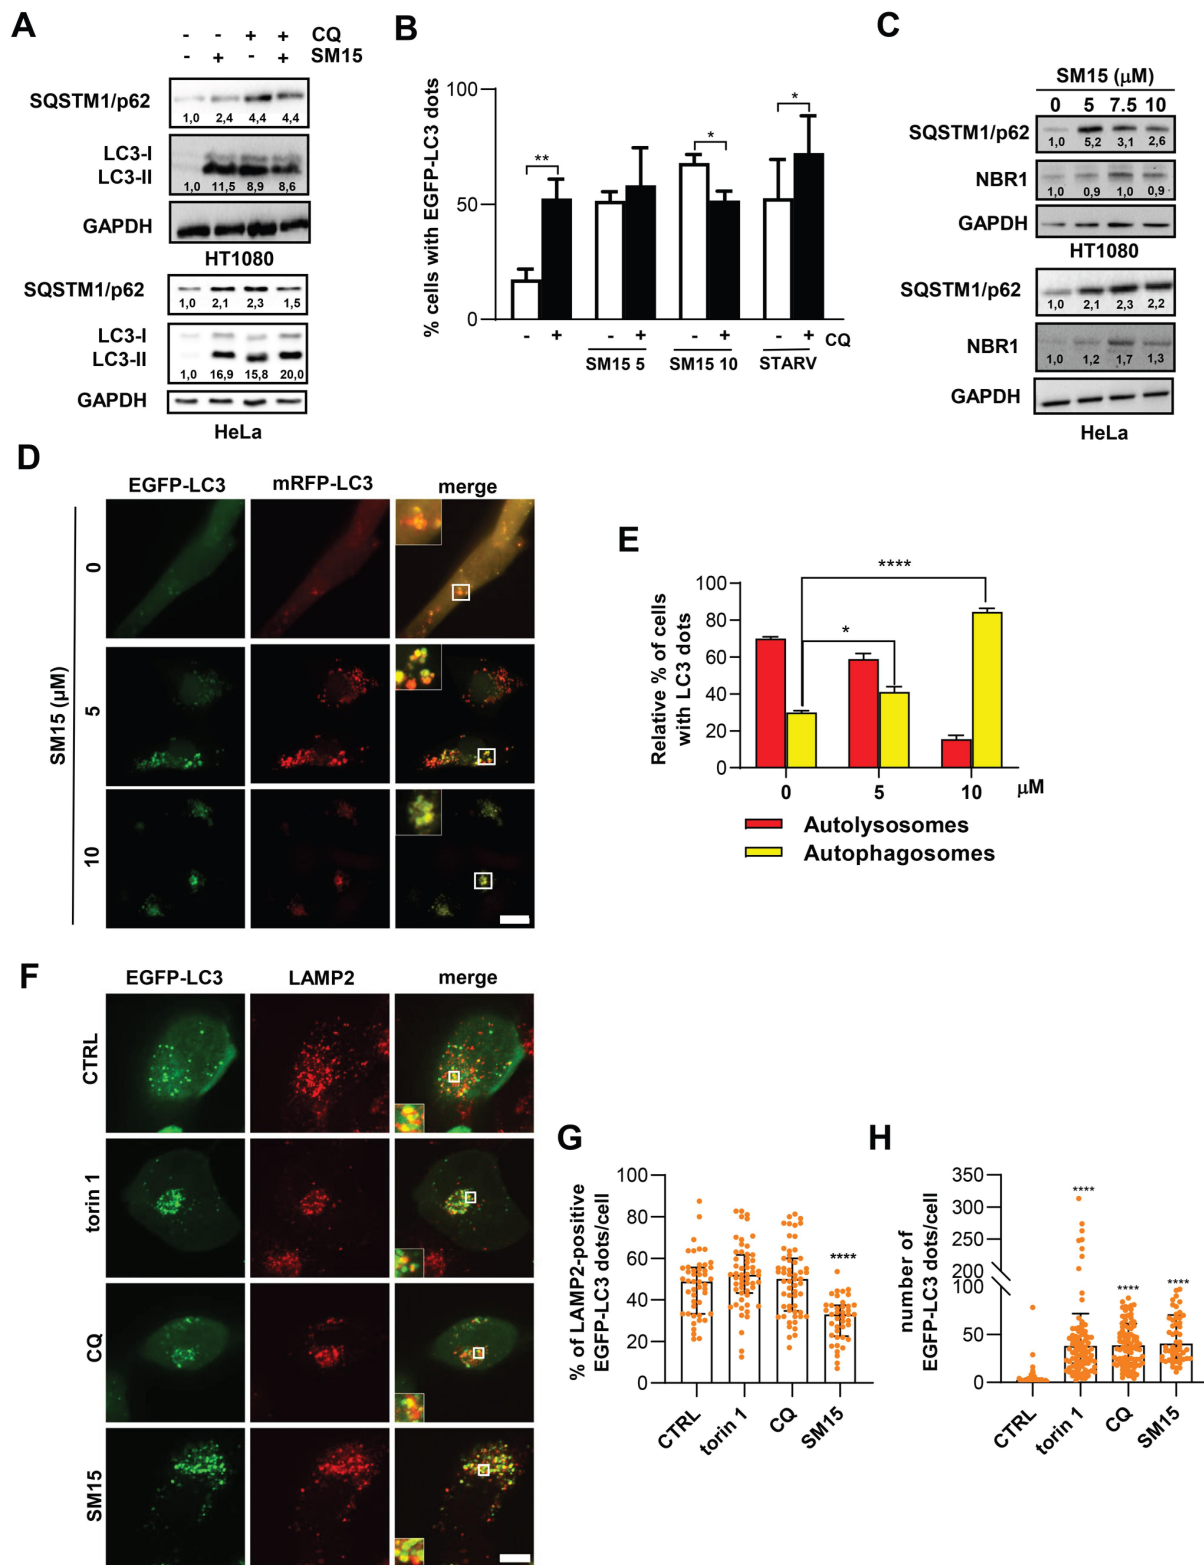 A
- - + + CQ
- + - + SM15
SQSTM1/p62
1,0 2,4 4,4 4,4
LC3-I
LC3-II
1,0 11,5 8,9 8,6
GAPDH
HT1080
SQSTM1/p62
1,0 2,1 2,3 1,5
LC3-I
LC3-II
1,0 16,9 15,8 20,0
GAPDH
HeLa
B
% cells with EGFP-LC3 dots
100
50
0
**
*
*
- + - + - + - + CQ
SM15 5 SM15 10 STARV
C
SM15 (μM)
0 5 7.5 10
SQSTM1/p62
1,0 5,2 3,1 2,6
NBR1
1,0 0,9 1,0 0,9
GAPDH
HT1080
SQSTM1/p62
1,0 2,1 2,3 2,2
NBR1
1,0 1,2 1,7 1,3
GAPDH
HeLa
D
EGFP-LC3 mRFP-LC3 merge
SM15 (μM)
0
5
10
E
Relative % of cells
with LC3 dots
100
80
60
40
20
0
****
*
0 5 10 μM
Autolysosomes
Autophagosomes
F
EGFP-LC3 LAMP2 merge
CTRL
torin 1
CQ
SM15
G
% of LAMP2-positive
EGFP-LC3 dots/cell
100
80
60
40
20
0
****
CTRL torin 1 CQ SM15
H
number of
EGFP-LC3 dots/cell
350
300
250
200
100
50
0
****
****
****
CTRL torin 1 CQ SM15